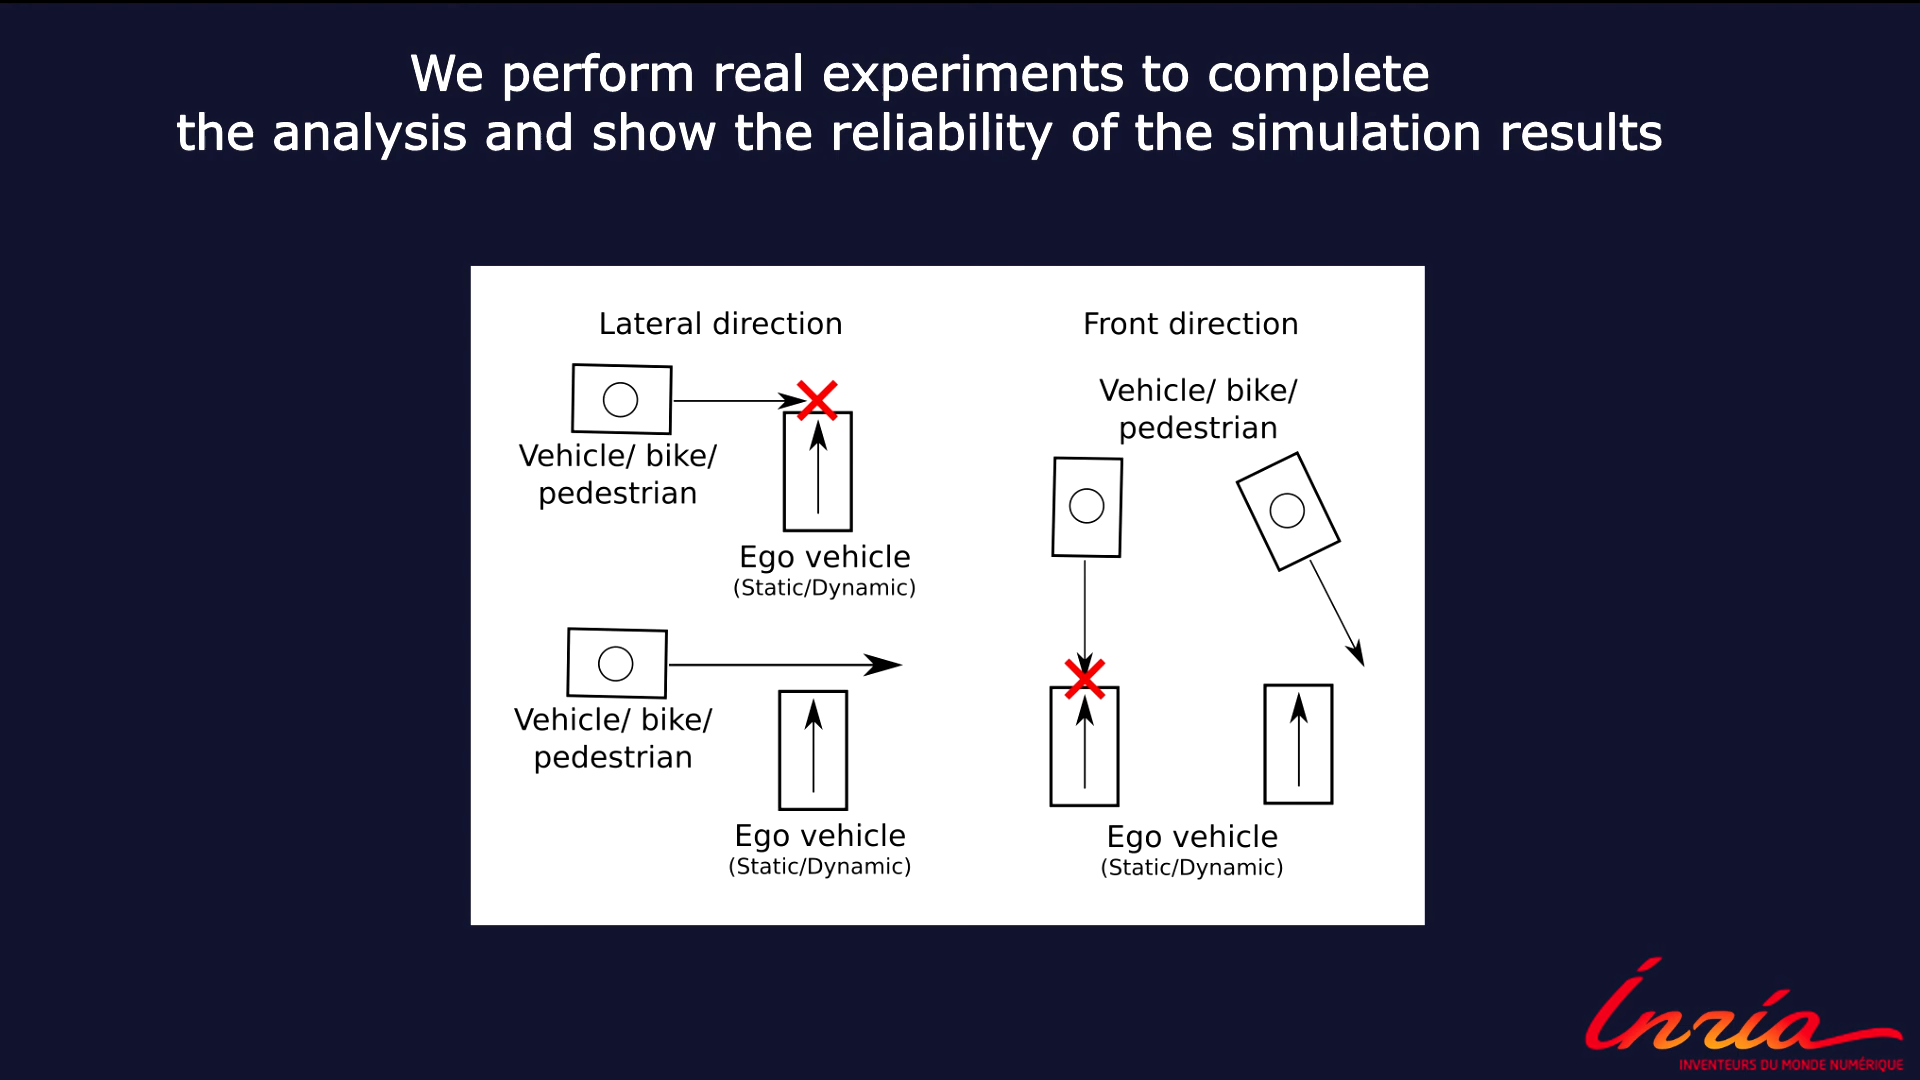 We perform real experiments to complete
the analysis and show the reliability of the simulation results
Lateral direction
Vehicle/ bike/
pedestrian
Ego vehicle
(Static/Dynamic)
Vehicle/ bike/
pedestrian
Ego vehicle
(Static/Dynamic)
Front direction
Vehicle/ bike/
pedestrian
Ego vehicle
(Static/Dynamic)
Inria
INVENTEURS DU MONDE NUMÉRIQUE